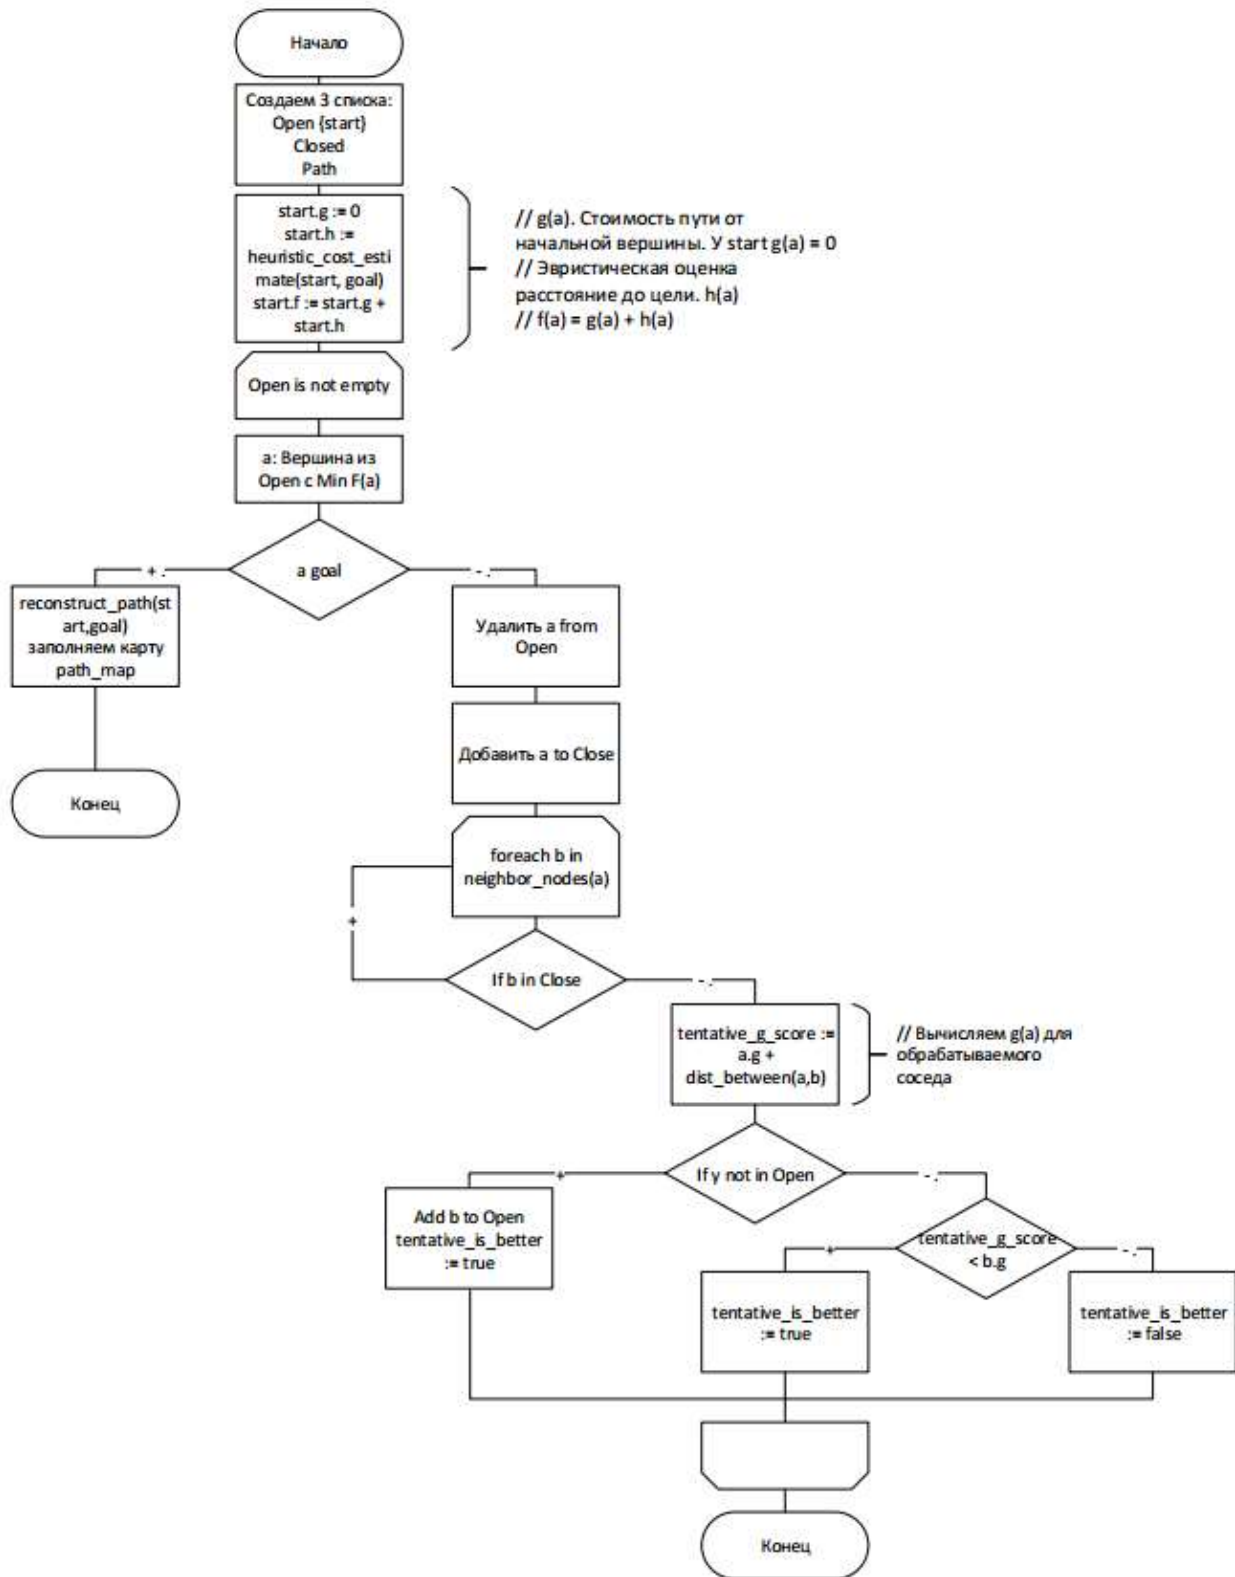 Начало
Создаем 3 списка:
Open {start}
Closed
Path
start.g := 0
start.h :=
heuristic_cost_esti
mate(start, goal)
start.f := start.g +
start.h
// g(a). Стоимость пути от
начальной вершины. У start g(a) = 0
// Эвристическая оценка
расстояние до цели. h(a)
// f(a) = g(a) + h(a)
Open is not empty
a: Вершина из
Open с Min F(a)
a goal
+ .
- .
reconstruct_path(st
art,goal)
заполняем карту
path_map
Конец
Удалить a from
Open
Добавить a to Close
foreach b in
neighbor_nodes(a)
+
If b in Close
- .
tentative_g_score :=
a.g +
dist_between(a,b)
// Вычисляем g(a) для
обрабатываемого
соседа
If y not in Open
+
- .
Add b to Open
tentative_is_better
:= true
tentative_g_score
< b.g
+
- .
tentative_is_better
:= true
tentative_is_better
:= false
Конец